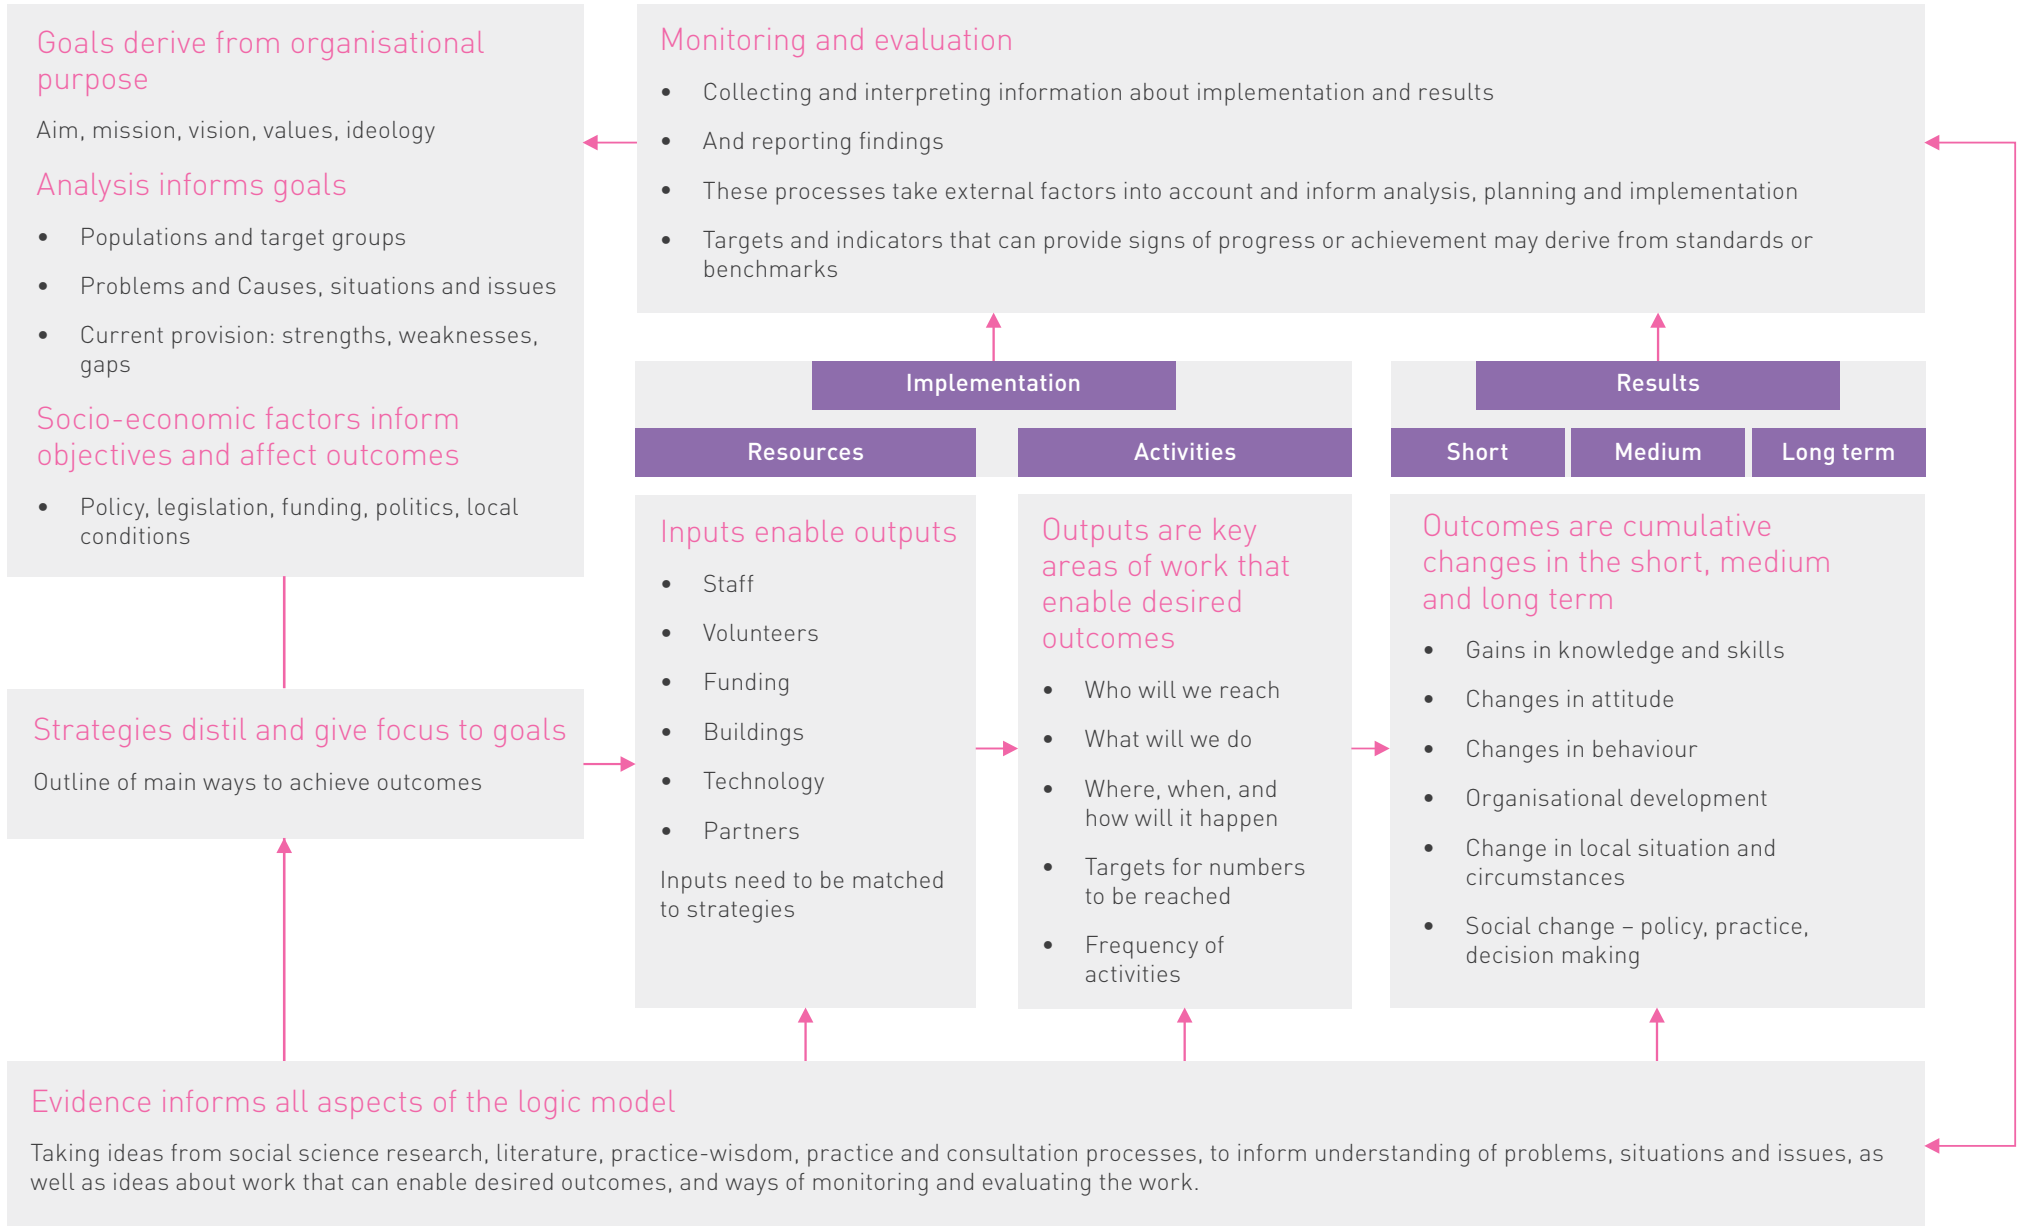 Goals derive from organisational
purpose
Aim, mission, vision, values, ideology
Analysis informs goals
• Populations and target groups
• Problems and Causes, situations and issues
• Current provision: strengths, weaknesses,
gaps
Socio-economic factors inform
objectives and affect outcomes
• Policy, legislation, funding, politics, local
conditions
Strategies distil and give focus to goals
Outline of main ways to achieve outcomes
Monitoring and evaluation
• Collecting and interpreting information about implementation and results
• And reporting findings
• These processes take external factors into account and inform analysis, planning and implementation
• Targets and indicators that can provide signs of progress or achievement may derive from standards or
benchmarks
Implementation
Resources
Activities
Results
Short
Medium
Long term
Inputs enable outputs
• Staff
• Volunteers
• Funding
• Buildings
• Technology
• Partners
Inputs need to be matched
to strategies
Outputs are key
areas of work that
enable desired
outcomes
• Who will we reach
• What will we do
• Where, when, and
how will it happen
• Targets for numbers
to be reached
• Frequency of
activities
Outcomes are cumulative
changes in the short, medium
and long term
• Gains in knowledge and skills
• Changes in attitude
• Changes in behaviour
• Organisational development
• Change in local situation and
circumstances
• Social change – policy, practice,
decision making
Evidence informs all aspects of the logic model
Taking ideas from social science research, literature, practice-wisdom, practice and consultation processes, to inform understanding of problems, situations and issues, as
well as ideas about work that can enable desired outcomes, and ways of monitoring and evaluating the work.